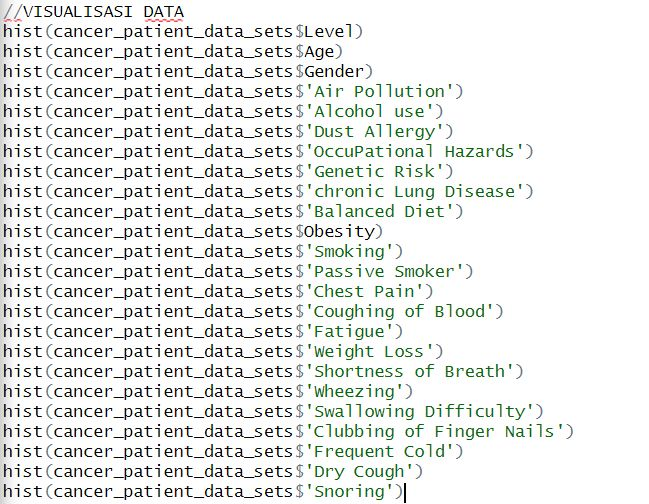 //VISUALISASI DATA
hist(cancer_patient_data_sets$Level)
hist(cancer_patient_data_sets$Age)
hist(cancer_patient_data_sets$Gender)
hist(cancer_patient_data_sets$'Air Pollution')
hist(cancer_patient_data_sets$'Alcohol use')
hist(cancer_patient_data_sets$'Dust Allergy')
hist(cancer_patient_data_sets$'OccuPational Hazards')
hist(cancer_patient_data_sets$'Genetic Risk')
hist(cancer_patient_data_sets$'chronic Lung Disease')
hist(cancer_patient_data_sets$'Balanced Diet')
hist(cancer_patient_data_sets$Obesity)
hist(cancer_patient_data_sets$'Smoking')
hist(cancer_patient_data_sets$'Passive Smoker')
hist(cancer_patient_data_sets$'Chest Pain')
hist(cancer_patient_data_sets$'Coughing of Blood')
hist(cancer_patient_data_sets$'Fatigue')
hist(cancer_patient_data_sets$'Weight Loss')
hist(cancer_patient_data_sets$'Shortness of Breath')
hist(cancer_patient_data_sets$'Wheezing')
hist(cancer_patient_data_sets$'Swallowing Difficulty')
hist(cancer_patient_data_sets$'Clubbing of Finger Nails')
hist(cancer_patient_data_sets$'Frequent Cold')
hist(cancer_patient_data_sets$'Dry Cough')
hist(cancer_patient_data_sets$'Snoring')